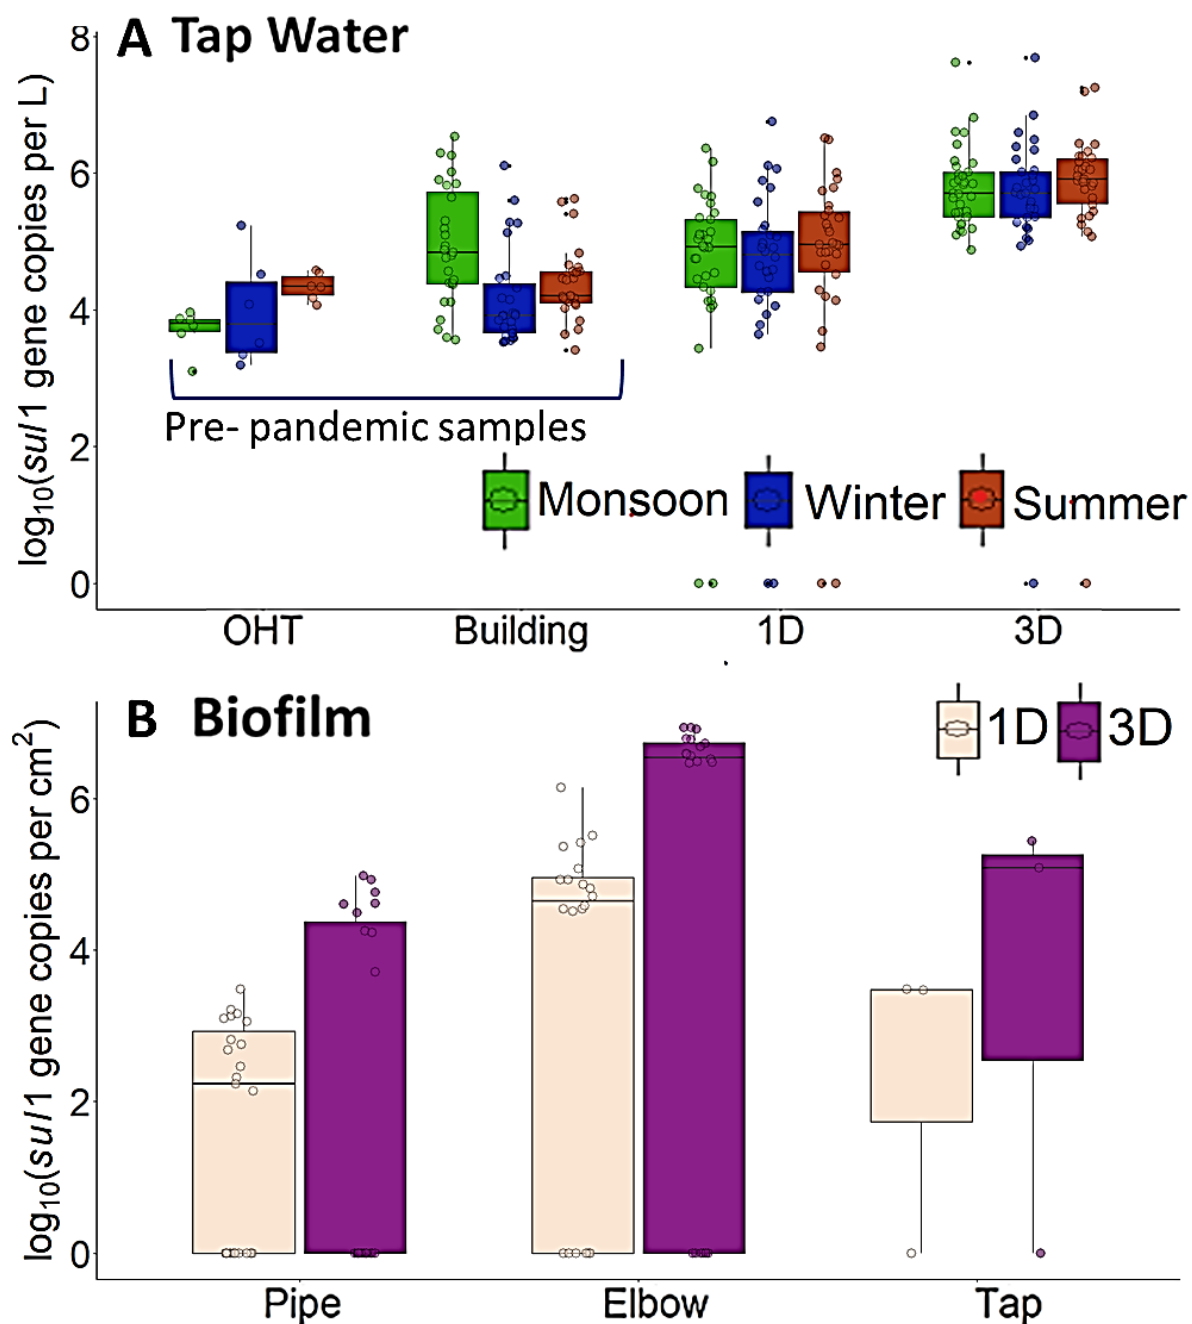 A Tap Water
log10(sul1 gene copies per L)
8
6
4
2
0
Pre- pandemic samples
Monsoon Winter Summer
OHT Building 1D 3D
B Biofilm
1D 3D
log10(sul1 gene copies per cm2)
6
4
2
0
Pipe Elbow Tap